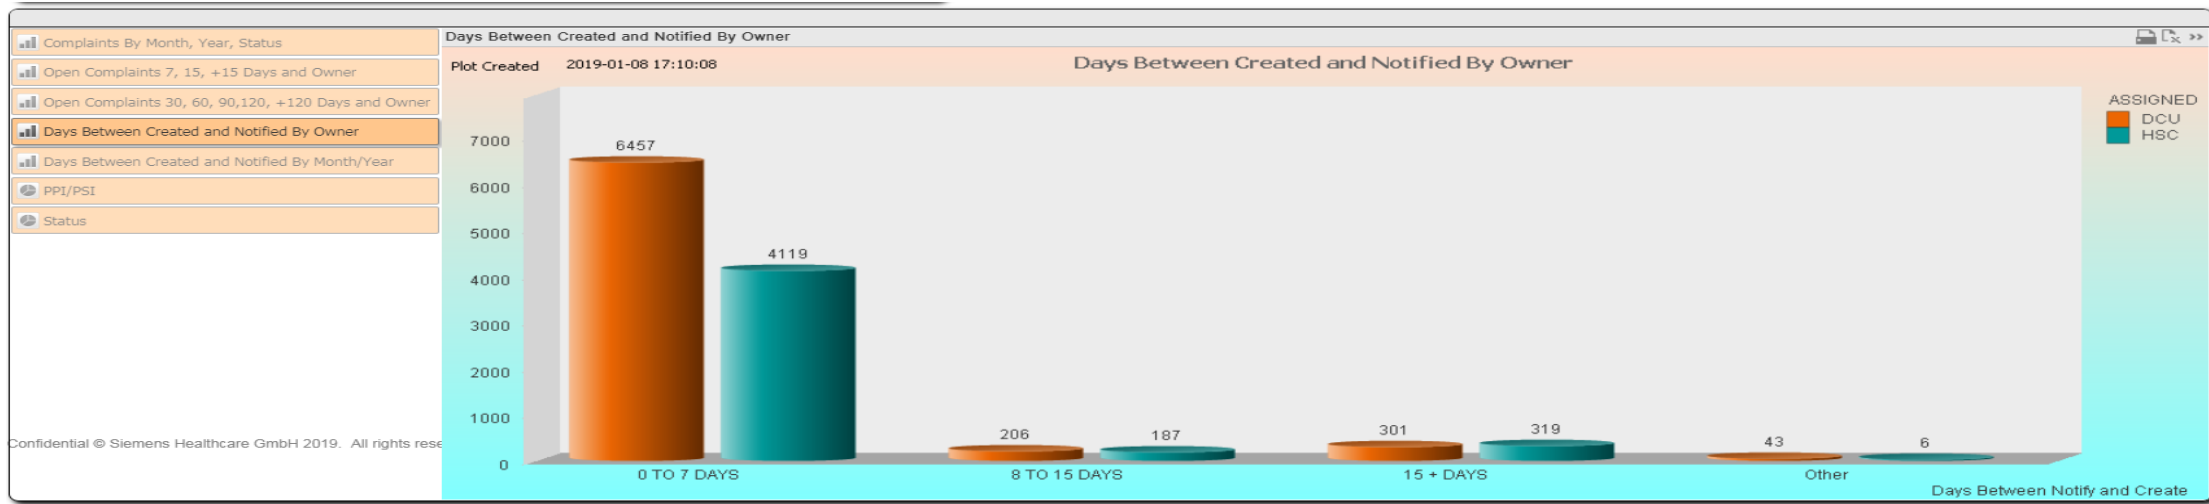 Complaints By Month, Year, Status
Open Complaints 7, 15, +15 Days and Owner
Open Complaints 30, 60, 90,120, +120 Days and Owner
Days Between Created and Notified By Owner
Days Between Created and Notified By Month/Year
PPI/PSI
Status
Confidential © Siemens Healthcare GmbH 2019. All rights rese
Days Between Created and Notified By Owner
Plot Created 2019-01-08 17:10:08
Days Between Created and Notified By Owner
ASSIGNED
DCU
HSC
7000
6000
5000
4000
3000
2000
1000
0
6457
4119
206
187
301
319
43
6
0 TO 7 DAYS
8 TO 15 DAYS
15 + DAYS
Other
Days Between Notify and Create